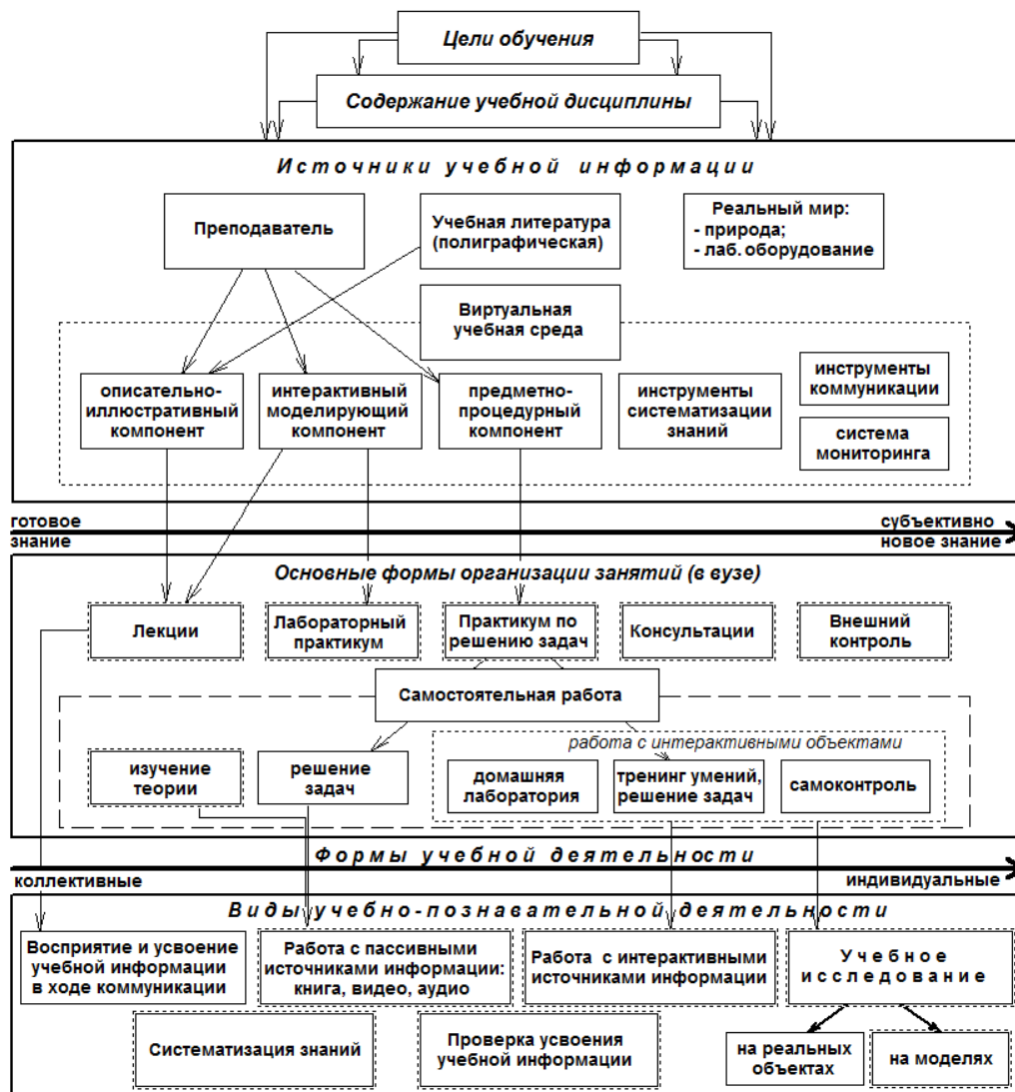 Цели обучения
Содержание учебной дисциплины
Источники учебной информации
Преподаватель
Учебная литература
(полиграфическая)
Реальный мир:
- природа;
- лаб. оборудование
Виртуальная
учебная среда
описательно-
иллюстративный
компонент
интерактивный
моделирующий
компонент
предметно-
процедурный
компонент
инструменты
систематизации
знаний
инструменты
коммуникации
система
мониторинга
готовое
знание
субъективно
новое знание
Основные формы организации занятий (в вузе)
Лекции
Лабораторный
практикум
Практикум по
решению задач
Консультации
Внешний
контроль
Самостоятельная работа
изучение
теории
решение
задач
работа с интерактивными объектами
домашняя
лаборатория
тренинг умений,
решение задач
самоконтроль
Формы учебной деятельности
коллективные
индивидуальные
Виды учебно-познавательной деятельности
Восприятие и усвоение
учебной информации
в ходе коммуникации
Работа с пассивными
источниками информации:
книга, видео, аудио
Работа с интерактивными
источниками информации
Учебное
исследование
Систематизация знаний
Проверка усвоения
учебной информации
на реальных
объектах
на моделях